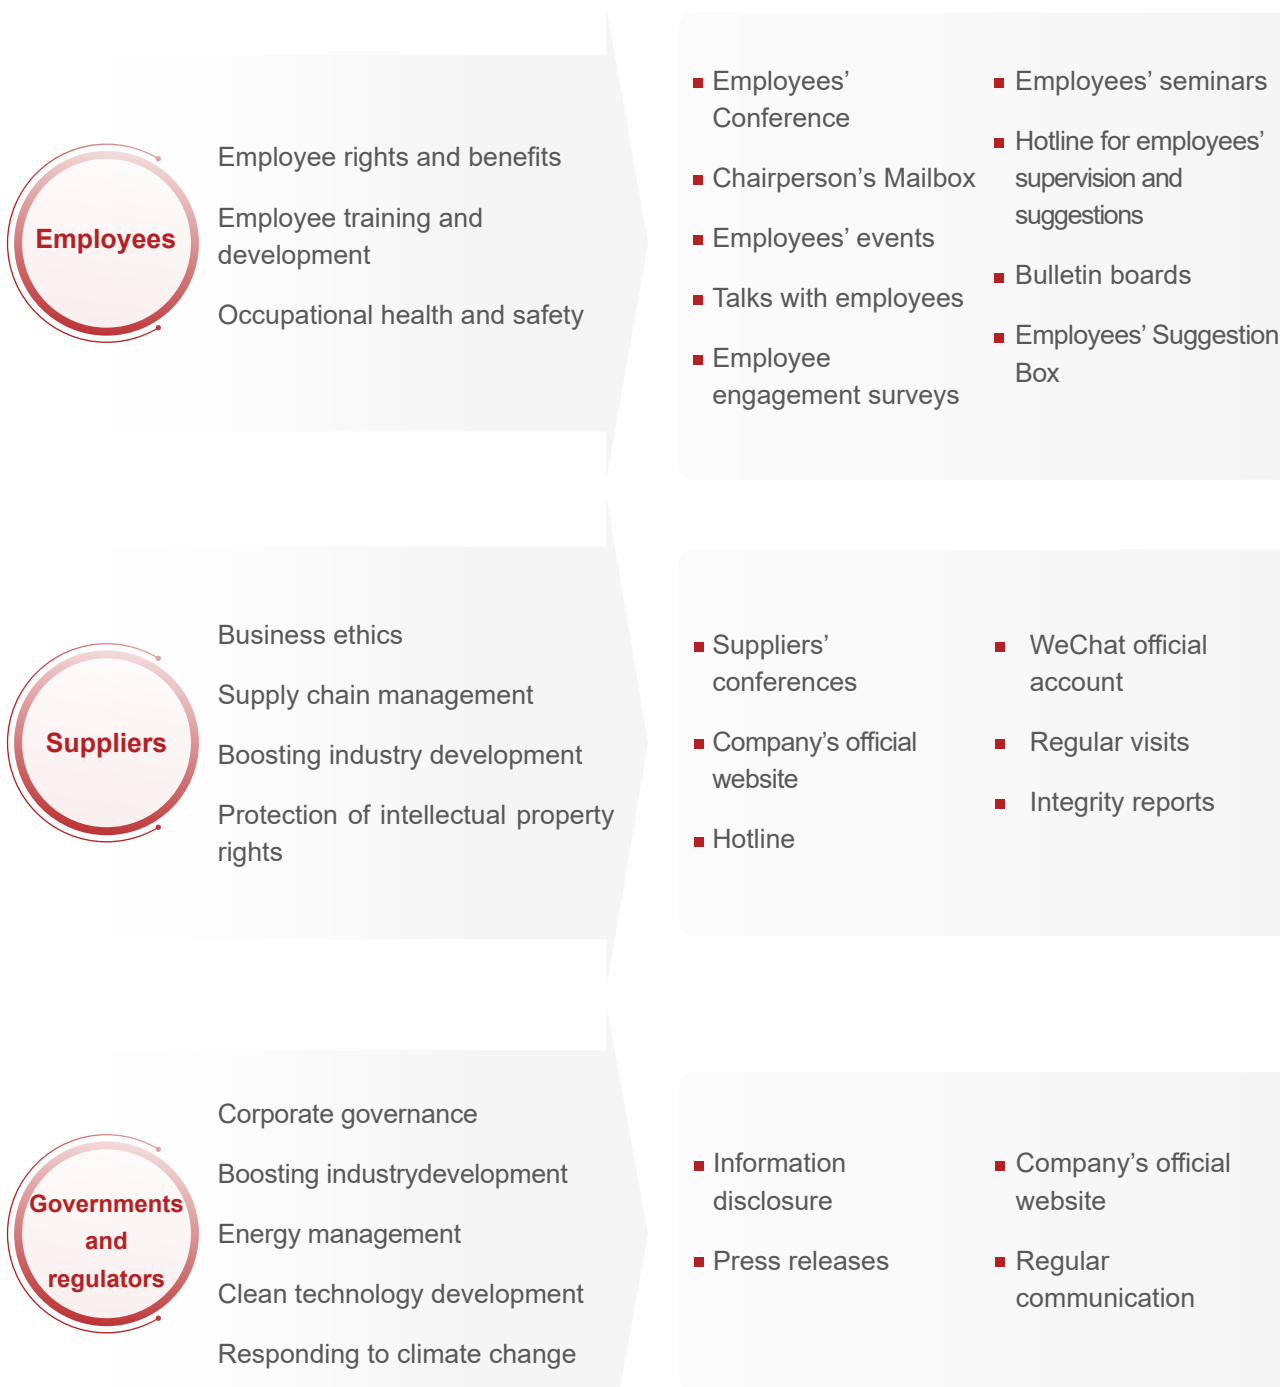 Employees
Employee rights and benefits
Employee training and
development
Occupational health and safety
Employees’
Conference
Chairperson’s Mailbox
Employees’ events
Talks with employees
Employee
engagement surveys
Employees’ seminars
Hotline for employees’
supervision and
suggestions
Bulletin boards
Employees’ Suggestion
Box
Suppliers
Business ethics
Supply chain management
Boosting industry development
Protection of intellectual property
rights
Suppliers’
conferences
Company’s official
website
Hotline
WeChat official
account
Regular visits
Integrity reports
Governments
and
regulators
Corporate governance
Boosting industrydevelopment
Energy management
Clean technology development
Responding to climate change
Information
disclosure
Press releases
Company’s official
website
Regular
communication